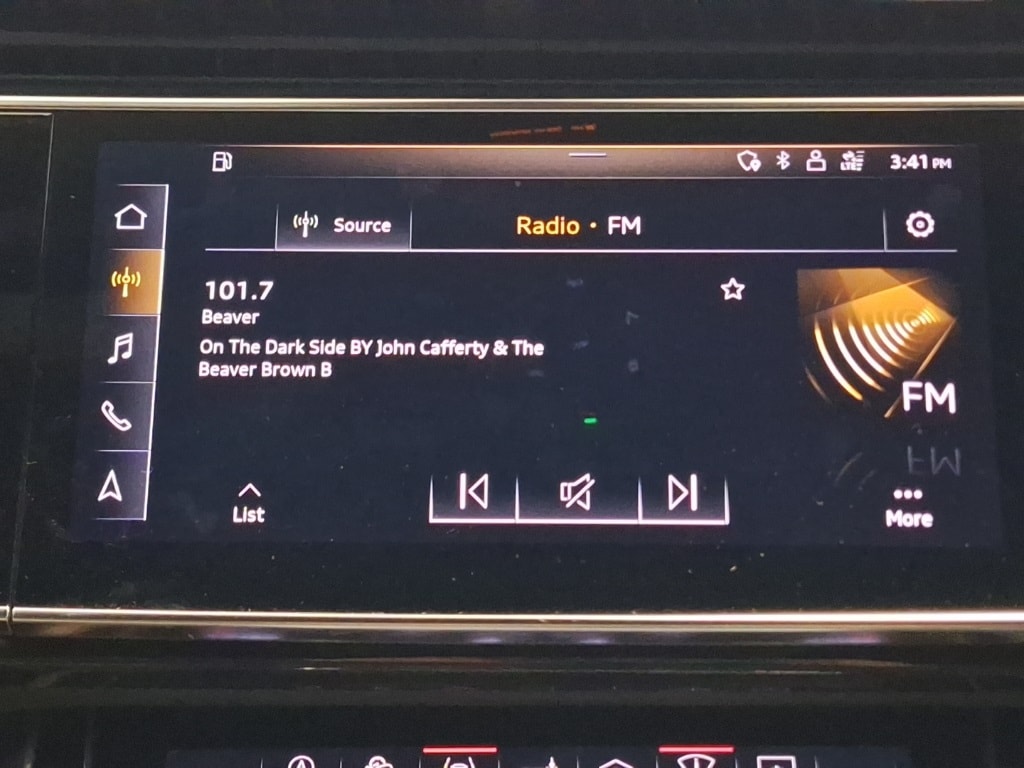 LTE 3:41 PM
Source
Radio • FM
101.7
Beaver
On The Dark Side BY John Cafferty & The
Beaver Brown B
FM
List
More